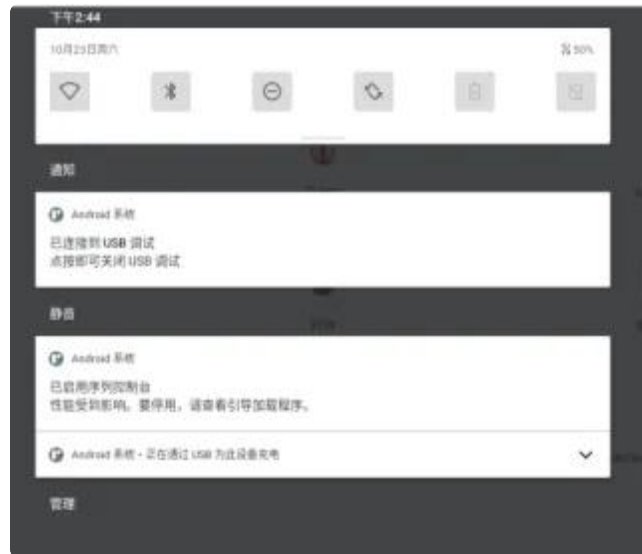 下午2:44
10月23日周六
50%
通知
Android 系统
已连接到 USB 调试
点按即可关闭 USB 调试
静音
Android 系统
已启用序列控制台
性能受到影响。要停用，请查看引导加载程序。
Android 系统 • 正在通过 USB 为此设备充电
管理